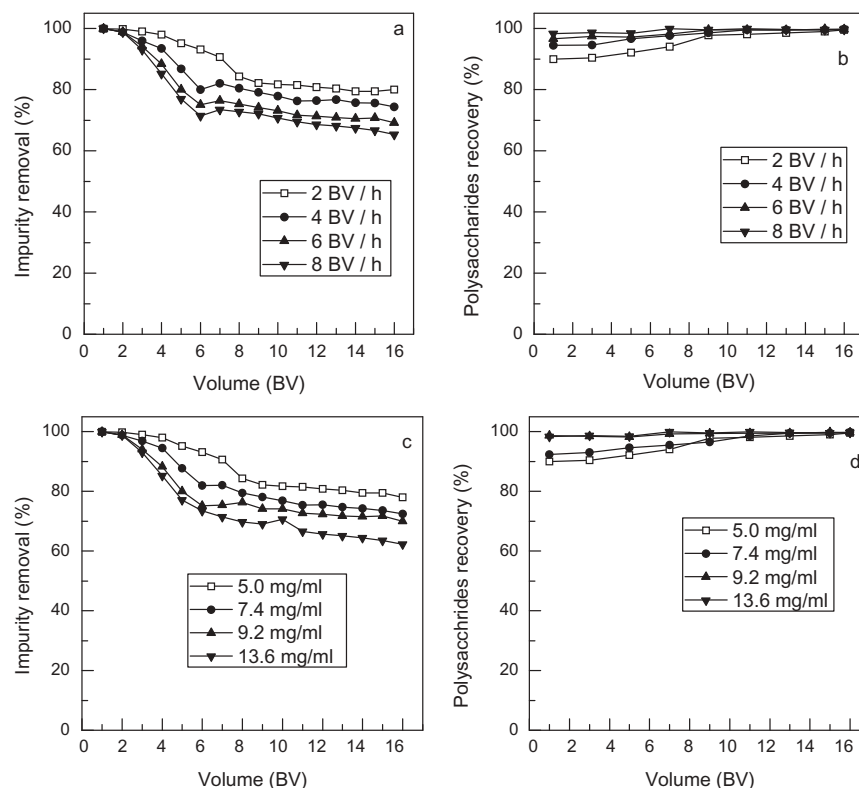 a
100
80
60
40
20
0
Impurity removal (%)
2 BV / h
4 BV / h
6 BV / h
8 BV / h
0 2 4 6 8 10 12 14 16
Volume (BV)
b
100
80
60
40
20
0
Polysaccharides recovery (%)
2 BV / h
4 BV / h
6 BV / h
8 BV / h
0 2 4 6 8 10 12 14 16
Volume (BV)
c
100
80
60
40
20
0
Impurity removal (%)
5.0 mg/ml
7.4 mg/ml
9.2 mg/ml
13.6 mg/ml
0 2 4 6 8 10 12 14 16
Volume (BV)
d
100
80
60
40
20
0
Polysacchrides recovery (%)
5.0 mg/ml
7.4 mg/ml
9.2 mg/ml
13.6 mg/ml
0 2 4 6 8 10 12 14 16
Volume (BV)